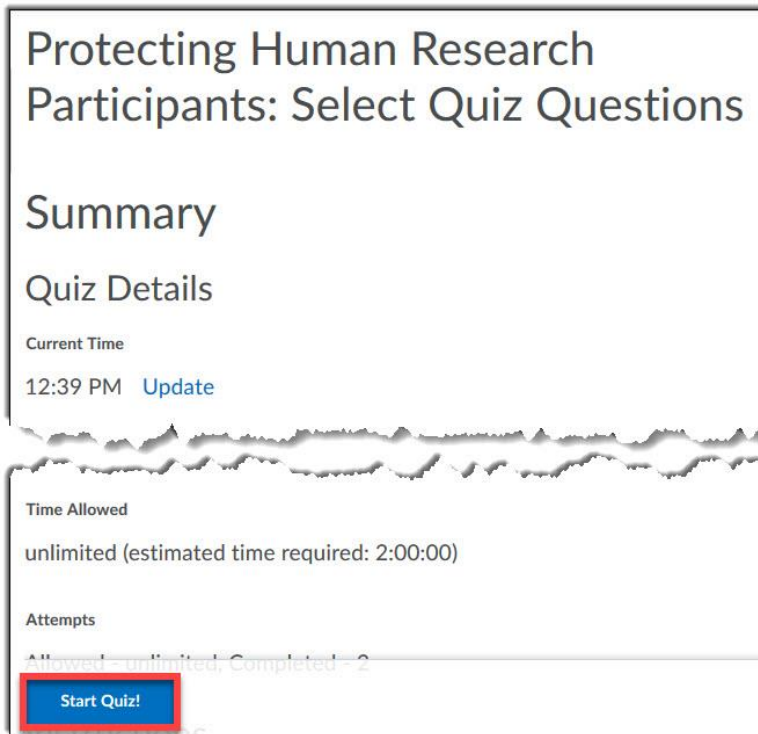 Protecting Human Research
Participants: Select Quiz Questions
Summary
Quiz Details
Current Time
12:39 PM Update
Time Allowed
unlimited (estimated time required: 2:00:00)
Attempts
Allowed - unlimited, Completed - 2
Start Quiz!